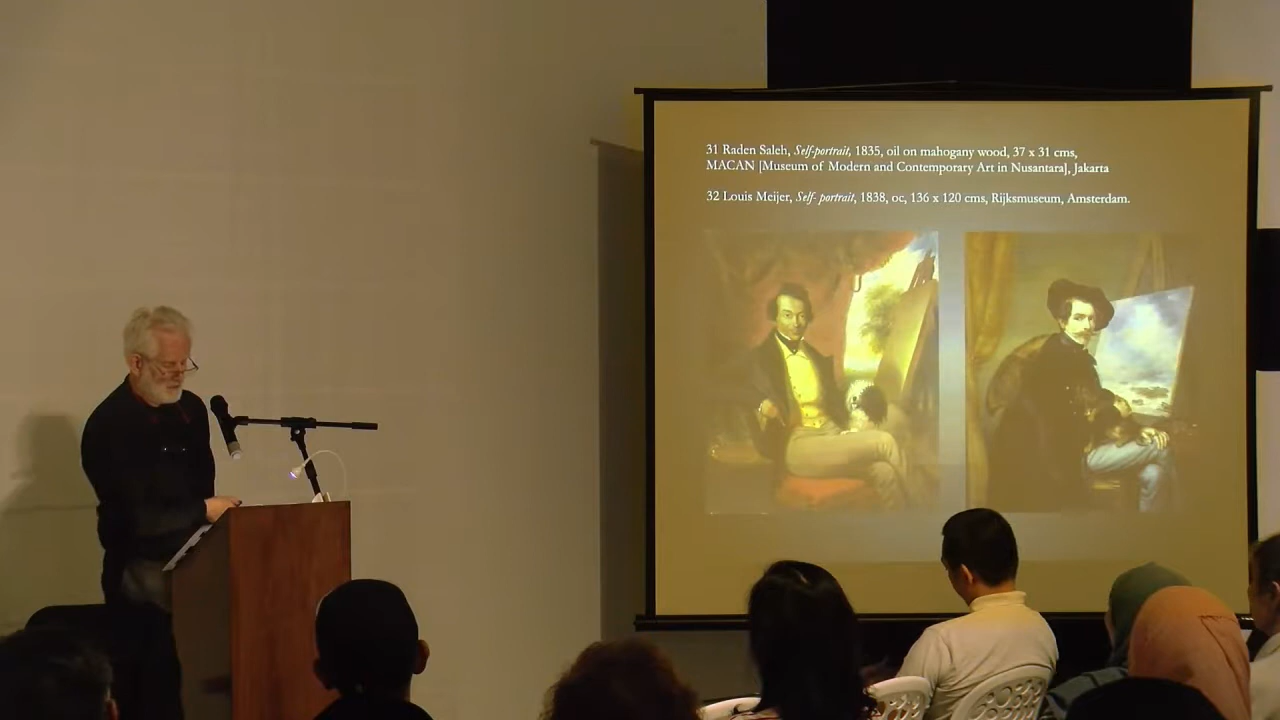 31 Raden Saleh, Self-portrait, 1835, oil on mahogany wood, 37 x 31 cms,
MACAN [Museum of Modern and Contemporary Art in Nusantara], Jakarta
32 Louis Meijer, Self- portrait, 1838, oc, 136 x 120 cms, Rijksmuseum, Amsterdam.